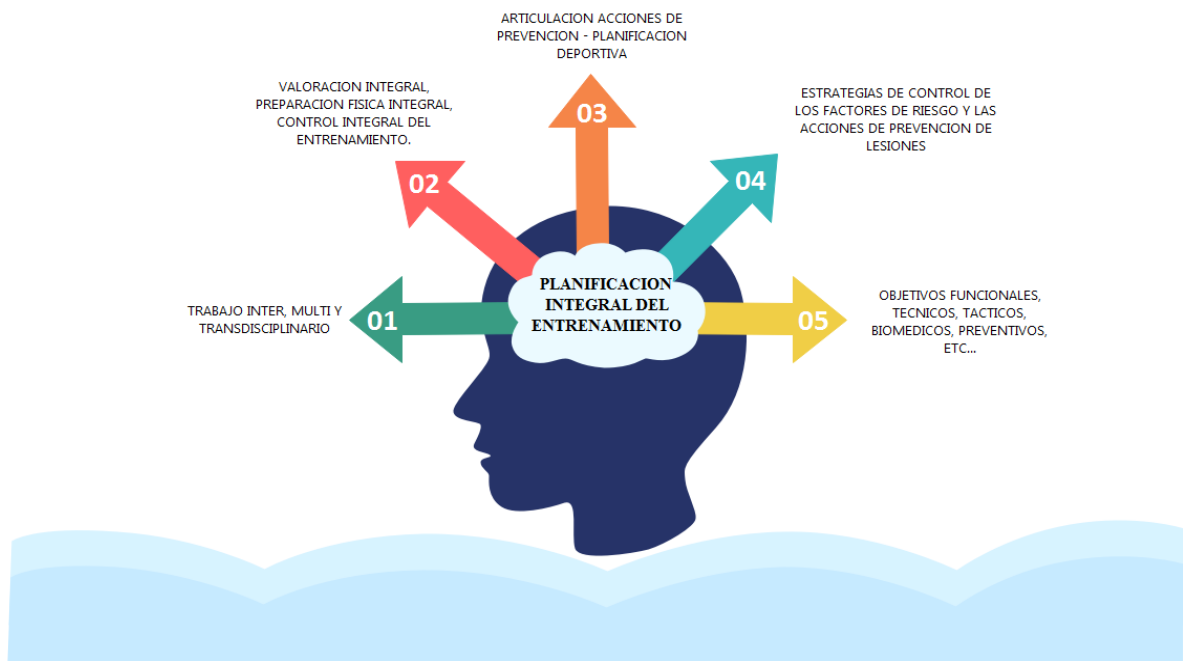 ARTICULACION ACCIONES DE
PREVENCION - PLANIFICACION
DEPORTIVA
VALORACION INTEGRAL,
PREPARACION FISICA INTEGRAL,
CONTROL INTEGRAL DEL
ENTRENAMIENTO.
ESTRATEGIAS DE CONTROL DE
LOS FACTORES DE RIESGO Y LAS
ACCIONES DE PREVENCION DE
LESIONES
03
02
04
PLANIFICACION
INTEGRAL DEL
ENTRENAMIENTO
TRABAJO INTER, MULTI Y
TRANSDISCIPLINARIO
01
05
OBJETIVOS FUNCIONALES,
TECNICOS, TACTICOS,
BIOMEDICOS, PREVENTIVOS,
ETC...